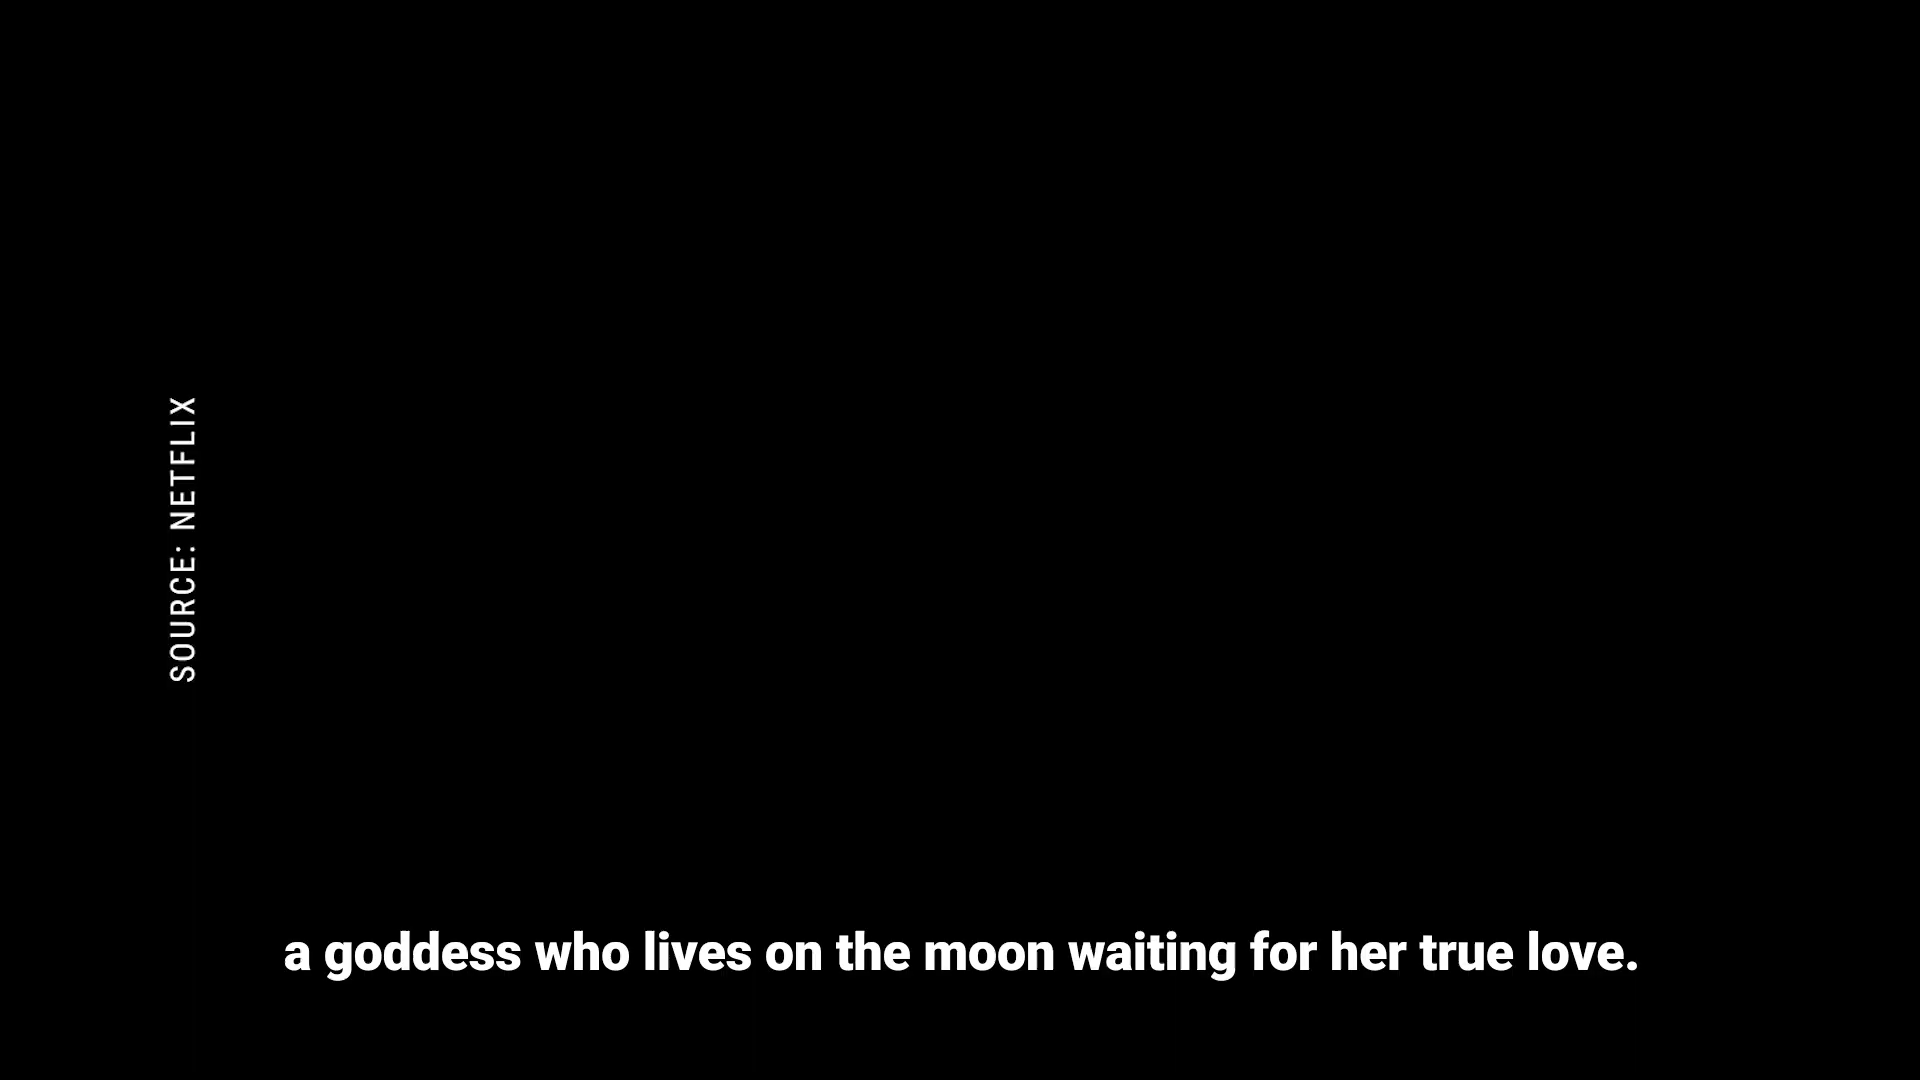 SOURCE: NETFLIX
a goddess who lives on the moon waiting for her true love.